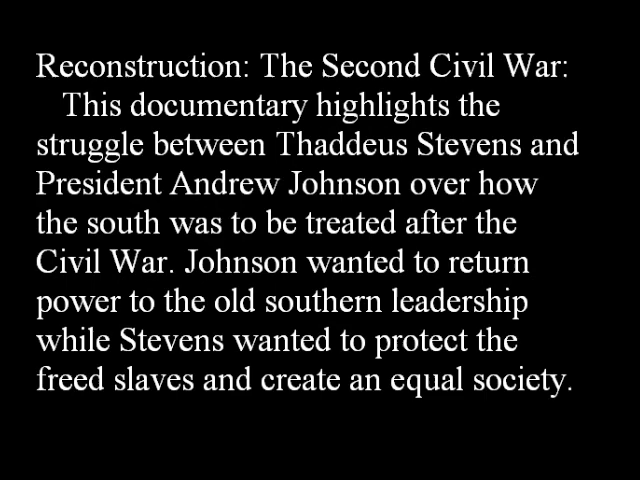 Reconstruction: The Second Civil War:
This documentary highlights the
struggle between Thaddeus Stevens and
President Andrew Johnson over how
the south was to be treated after the
Civil War. Johnson wanted to return
power to the old southern leadership
while Stevens wanted to protect the
freed slaves and create an equal society.